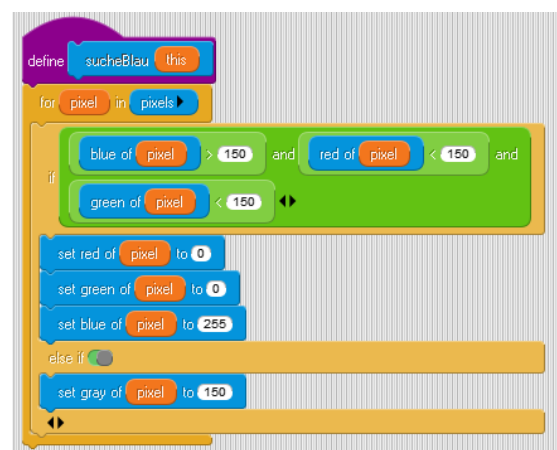 define sucheBlau this
for pixel in pixels
if blue of pixel > 150 and red of pixel < 150 and
green of pixel < 150
set red of pixel to 0
set green of pixel to 0
set blue of pixel to 255
else if
set gray of pixel to 150